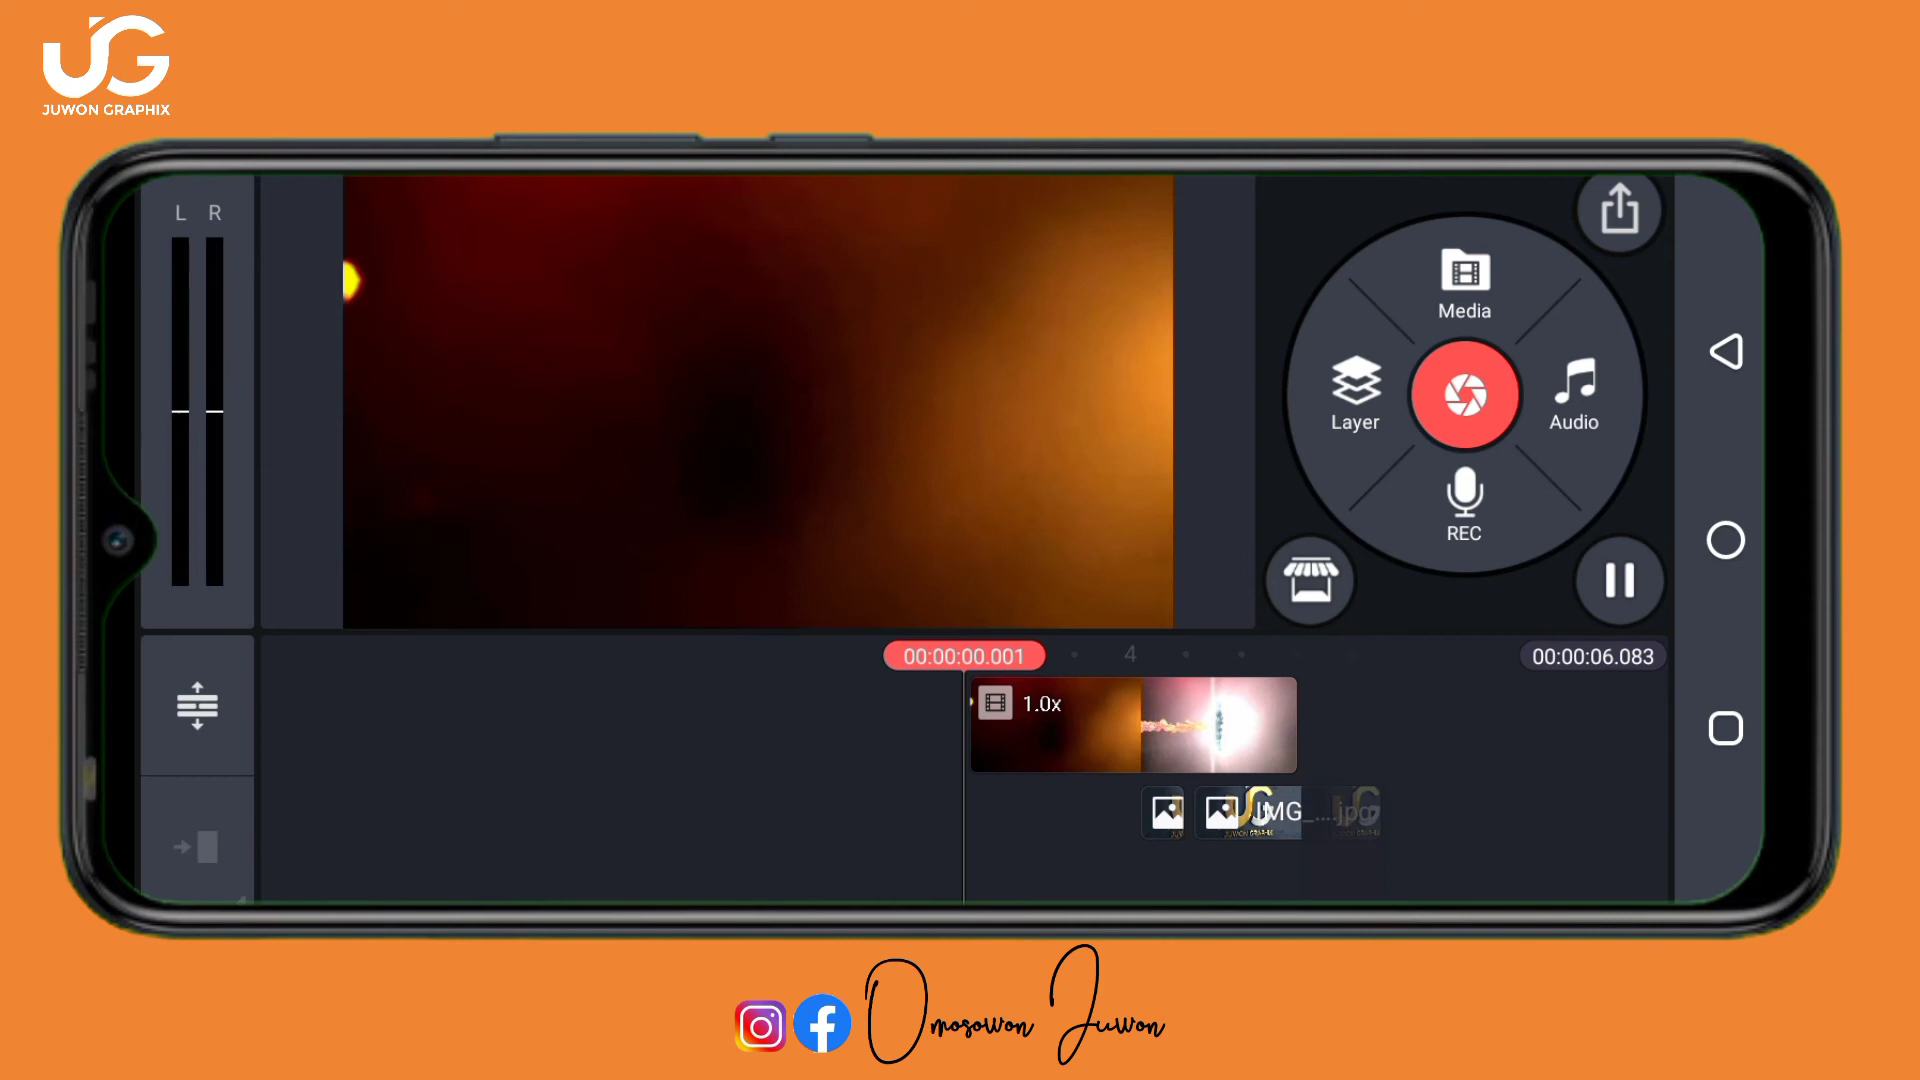 JG
JUWON GRAPHIX
L R
Media
Layer
Audio
REC
00:00:00.001
4
00:00:06.083
1.0x
IMG_....jpg
Omosowon Juwon